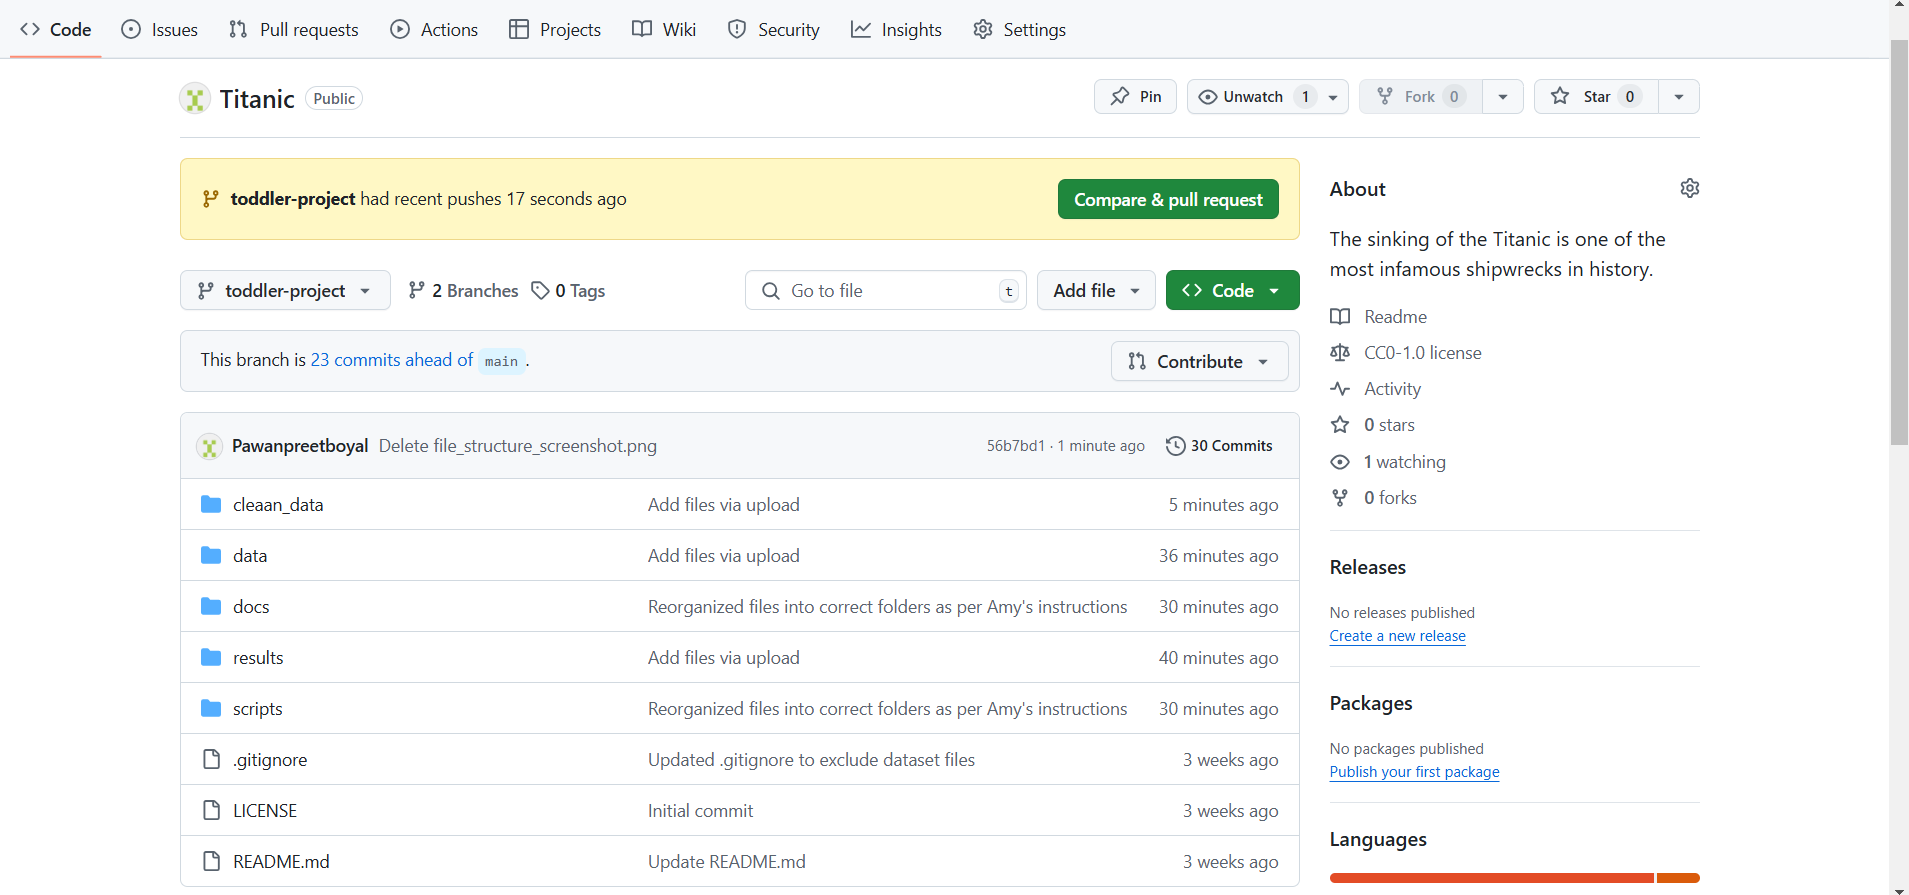 Code Issues Pull requests Actions Projects Wiki Security Insights Settings
Titanic Public Pin Unwatch 1 Fork 0 Star 0
toddler-project had recent pushes 17 seconds ago Compare & pull request
toddler-project 2 Branches 0 Tags Go to file t Add file Code
This branch is 23 commits ahead of main .
Contribute
Pawanpreetboyal Delete file_structure_screenshot.png 56b7bd1 · 1 minute ago 30 Commits
cleaan_data Add files via upload 5 minutes ago
data Add files via upload 36 minutes ago
docs Reorganized files into correct folders as per Amy's instructions 30 minutes ago
results Add files via upload 40 minutes ago
scripts Reorganized files into correct folders as per Amy's instructions 30 minutes ago
.gitignore Updated .gitignore to exclude dataset files 3 weeks ago
LICENSE Initial commit 3 weeks ago
README.md Update README.md 3 weeks ago
About
The sinking of the Titanic is one of the
most infamous shipwrecks in history.
Readme
CC0-1.0 license
Activity
0 stars
1 watching
0 forks
Releases
No releases published
Create a new release
Packages
No packages published
Publish your first package
Languages